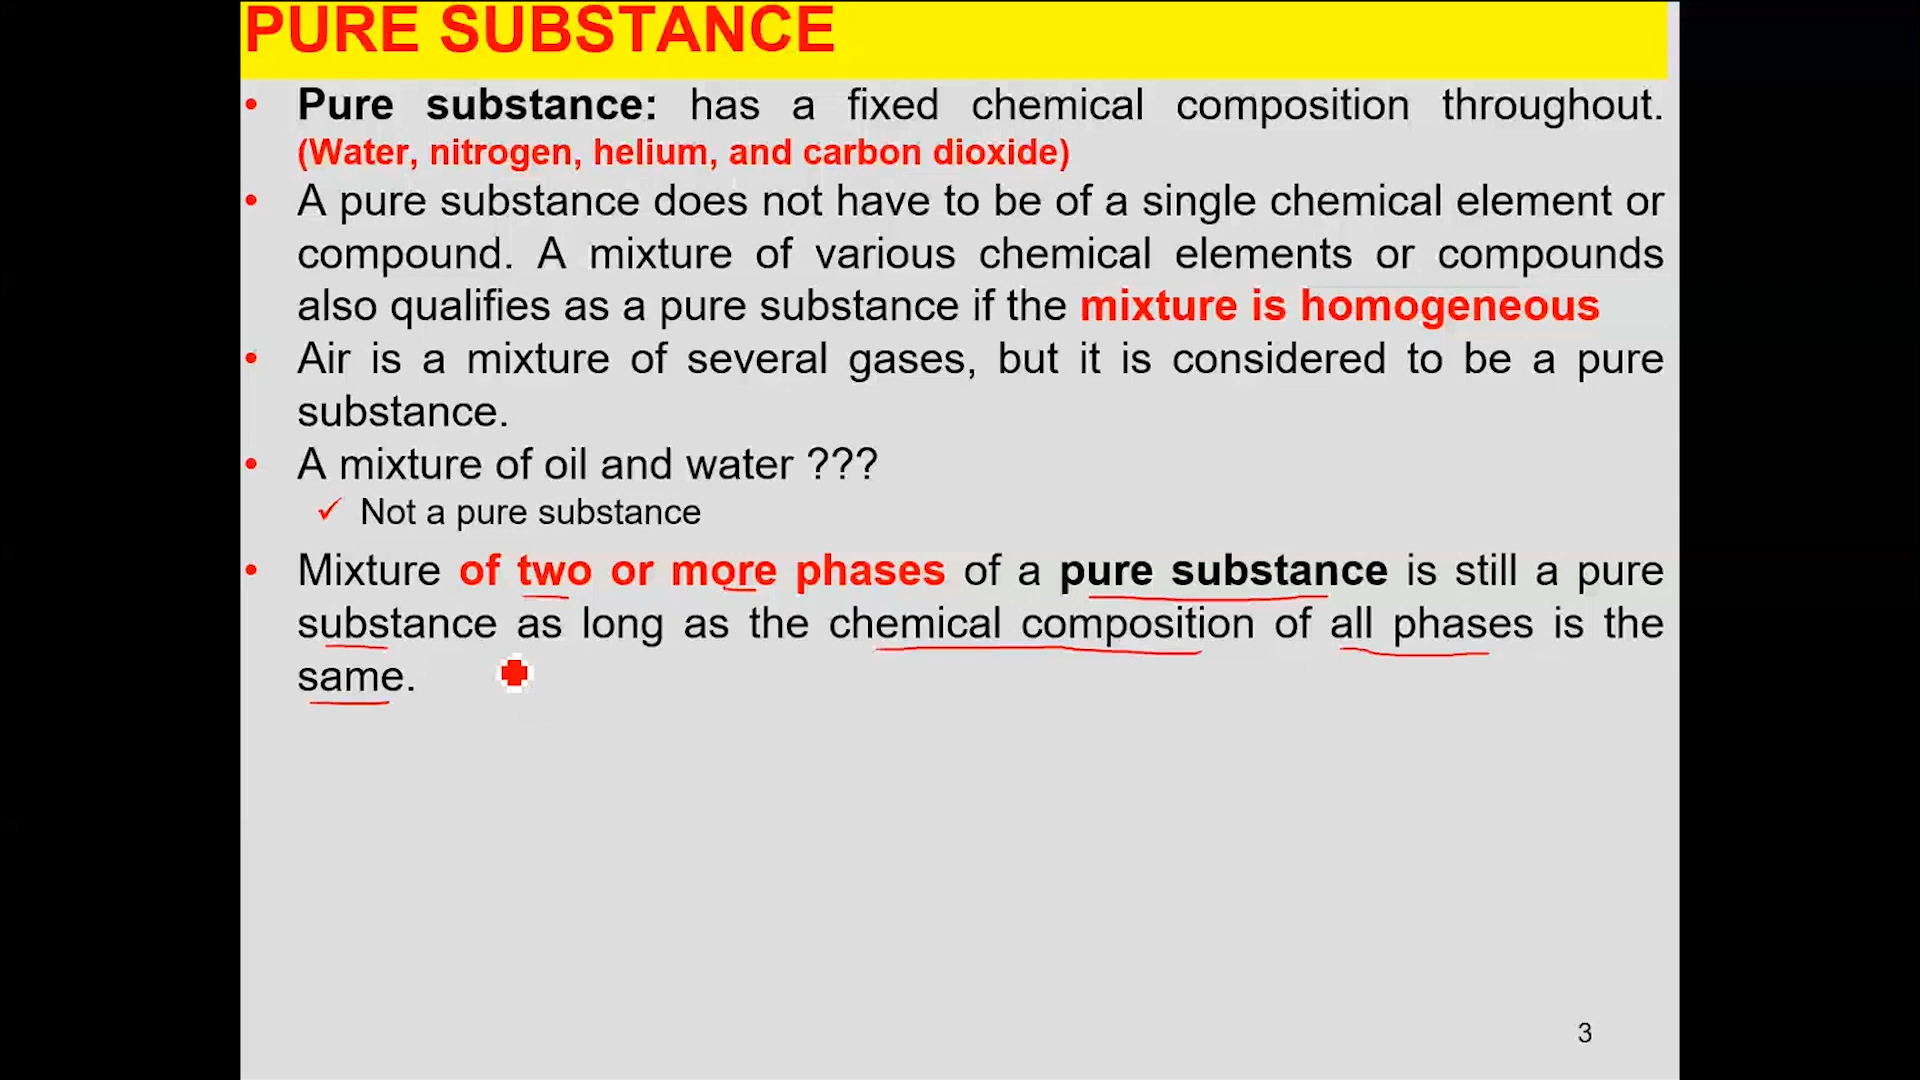 PURE SUBSTANCE
• Pure substance: has a fixed chemical composition throughout.
(Water, nitrogen, helium, and carbon dioxide)
• A pure substance does not have to be of a single chemical element or
compound. A mixture of various chemical elements or compounds
also qualifies as a pure substance if the mixture is homogeneous
• Air is a mixture of several gases, but it is considered to be a pure
substance.
• A mixture of oil and water ???
✓ Not a pure substance
• Mixture of two or more phases of a pure substance is still a pure
substance as long as the chemical composition of all phases is the
same.
3